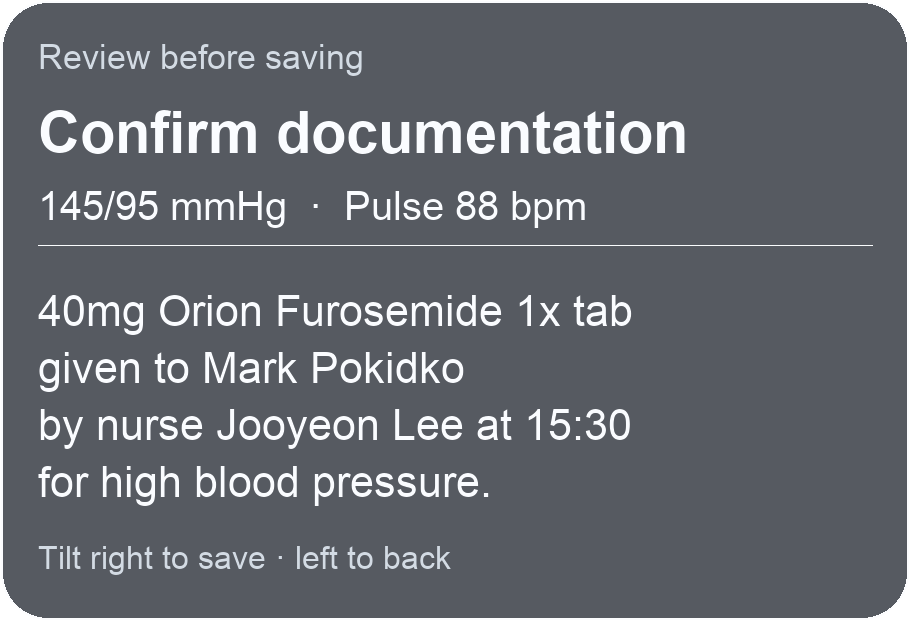 Review before saving
Confirm documentation
145/95 mmHg · Pulse 88 bpm
40mg Orion Furosemide 1x tab
given to Mark Pokidko
by nurse Jooyeon Lee at 15:30
for high blood pressure.
Tilt right to save · left to back